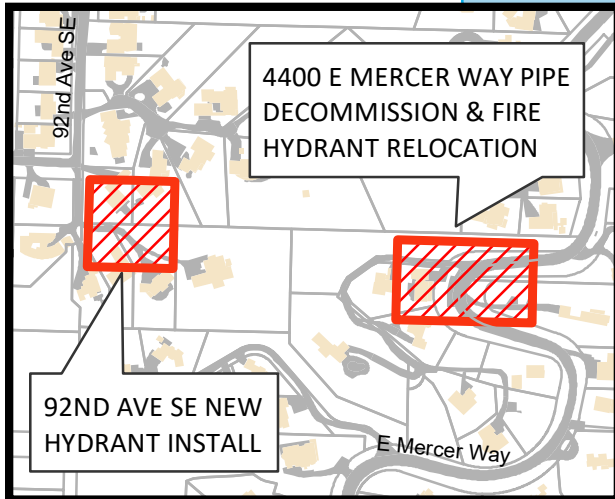 92nd Ave SE
4400 E MERCER WAY PIPE
DECOMMISSION & FIRE
HYDRANT RELOCATION
92ND AVE SE NEW
HYDRANT INSTALL
E Mercer Way